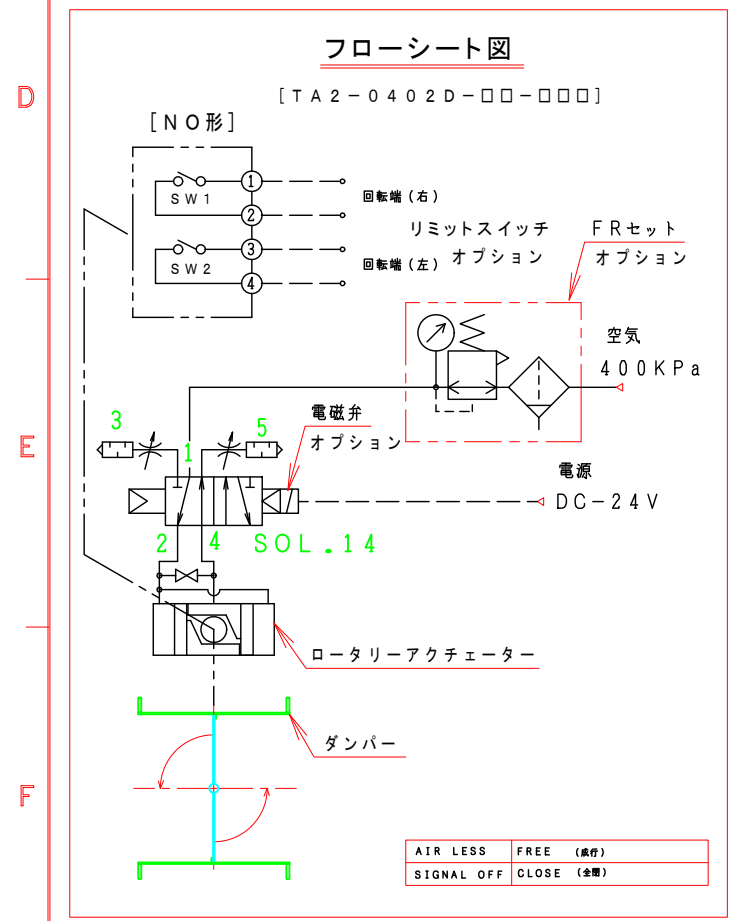 フローシート図
[TA2-0402D-□□-□□□]
[NO形]
SW1
1
2
回転端(右)
SW2
3
4
回転端(左)
リミットスイッチ
オプション
FRセット
オプション
空気
400KPa
電磁弁
オプション
3
1
5
電源
DC-24V
2
4
SOL.14
ロータリーアクチェーター
ダンパー
D
E
F
AIR LESS FREE (成行)
SIGNAL OFF CLOSE (全閉)